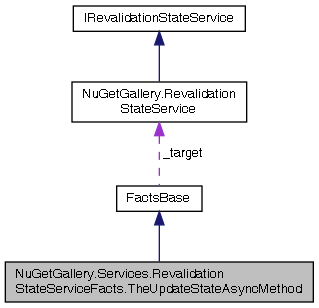 IRevalidationStateService
NuGetGallery.Revalidation
StateService
_target
FactsBase
NuGetGallery.Services.Revalidation
StateServiceFacts.TheUpdateStateAsyncMethod